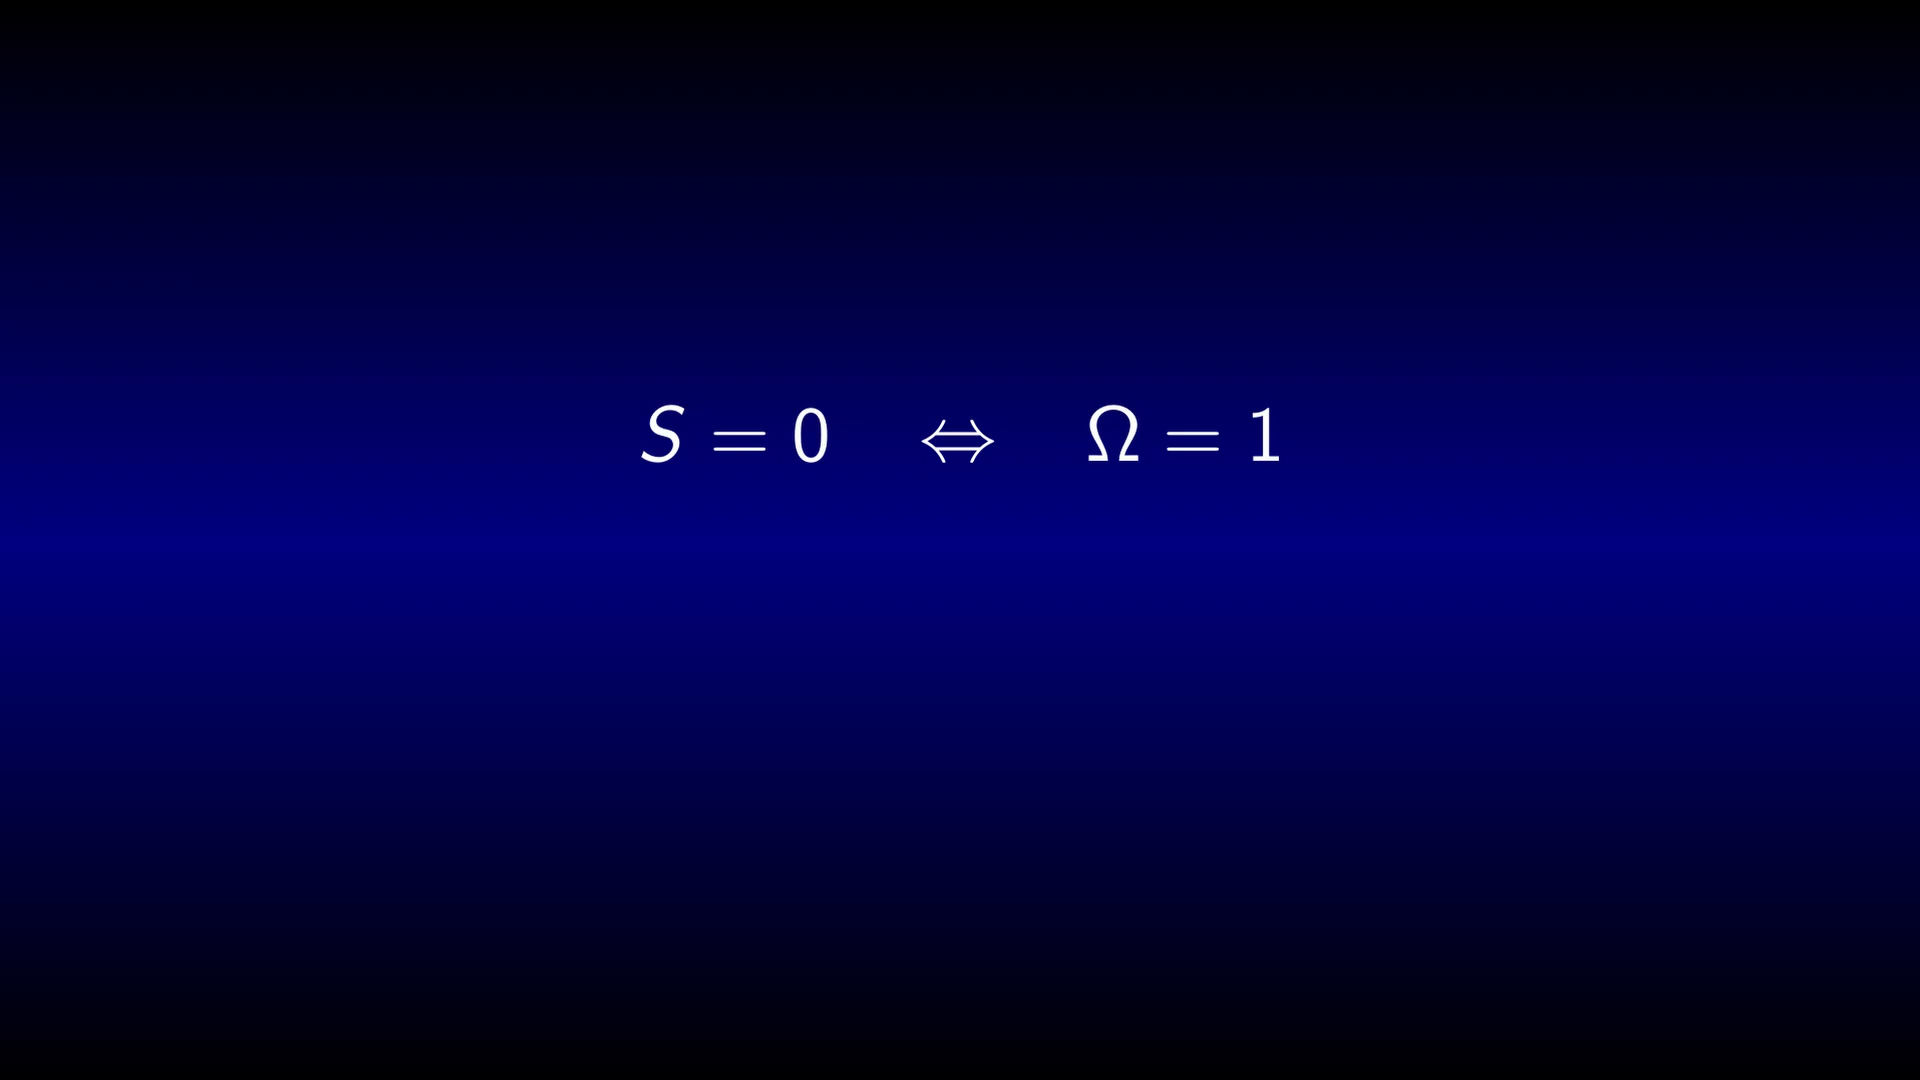 S = 0 ⇔ Ω = 1